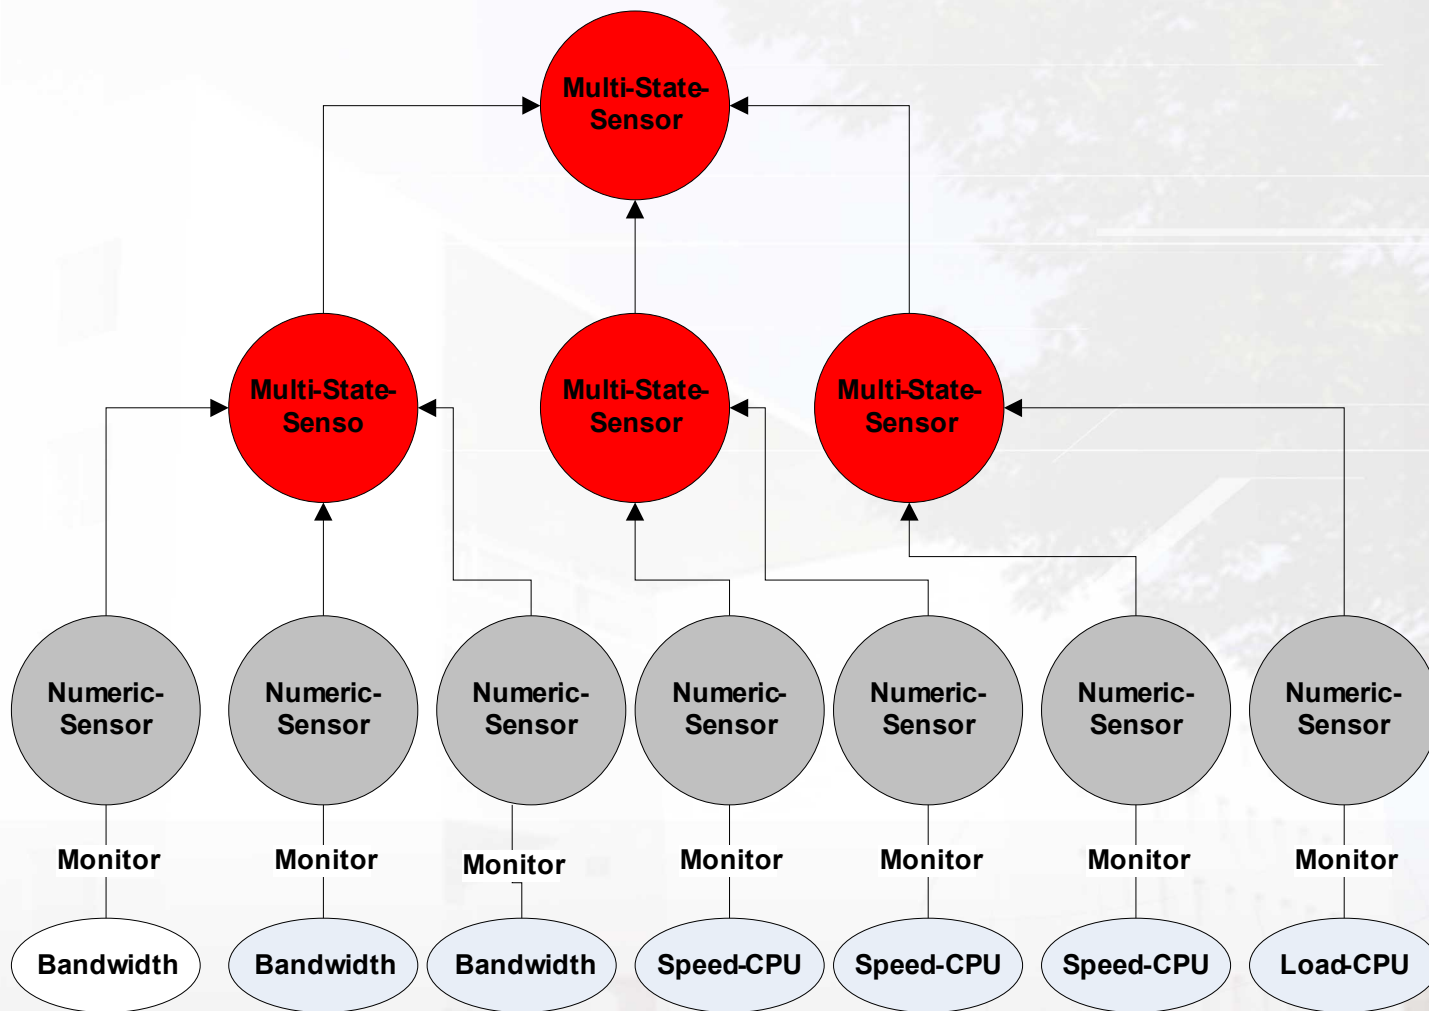 Multi-State-
Sensor
Multi-State-
Senso
Multi-State-
Sensor
Multi-State-
Sensor
Numeric-
Sensor
Numeric-
Sensor
Numeric-
Sensor
Numeric-
Sensor
Numeric-
Sensor
Numeric-
Sensor
Numeric-
Sensor
Monitor
Monitor
Monitor
Monitor
Monitor
Monitor
Monitor
Bandwidth
Bandwidth
Bandwidth
Speed-CPU
Speed-CPU
Speed-CPU
Load-CPU